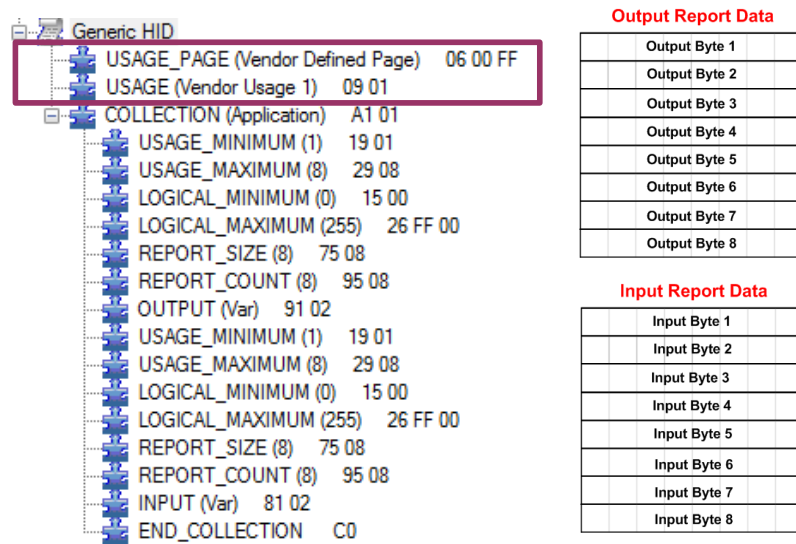 Generic HID
USAGE_PAGE (Vendor Defined Page) 06 00 FF
USAGE (Vendor Usage 1) 09 01
COLLECTION (Application) A1 01
USAGE_MINIMUM (1) 19 01
USAGE_MAXIMUM (8) 29 08
LOGICAL_MINIMUM (0) 15 00
LOGICAL_MAXIMUM (255) 26 FF 00
REPORT_SIZE (8) 75 08
REPORT_COUNT (8) 95 08
OUTPUT (Var) 91 02
USAGE_MINIMUM (1) 19 01
USAGE_MAXIMUM (8) 29 08
LOGICAL_MINIMUM (0) 15 00
LOGICAL_MAXIMUM (255) 26 FF 00
REPORT_SIZE (8) 75 08
REPORT_COUNT (8) 95 08
INPUT (Var) 81 02
END_COLLECTION C0
Output Report Data
Output Byte 1
Output Byte 2
Output Byte 3
Output Byte 4
Output Byte 5
Output Byte 6
Output Byte 7
Output Byte 8
Input Report Data
Input Byte 1
Input Byte 2
Input Byte 3
Input Byte 4
Input Byte 5
Input Byte 6
Input Byte 7
Input Byte 8